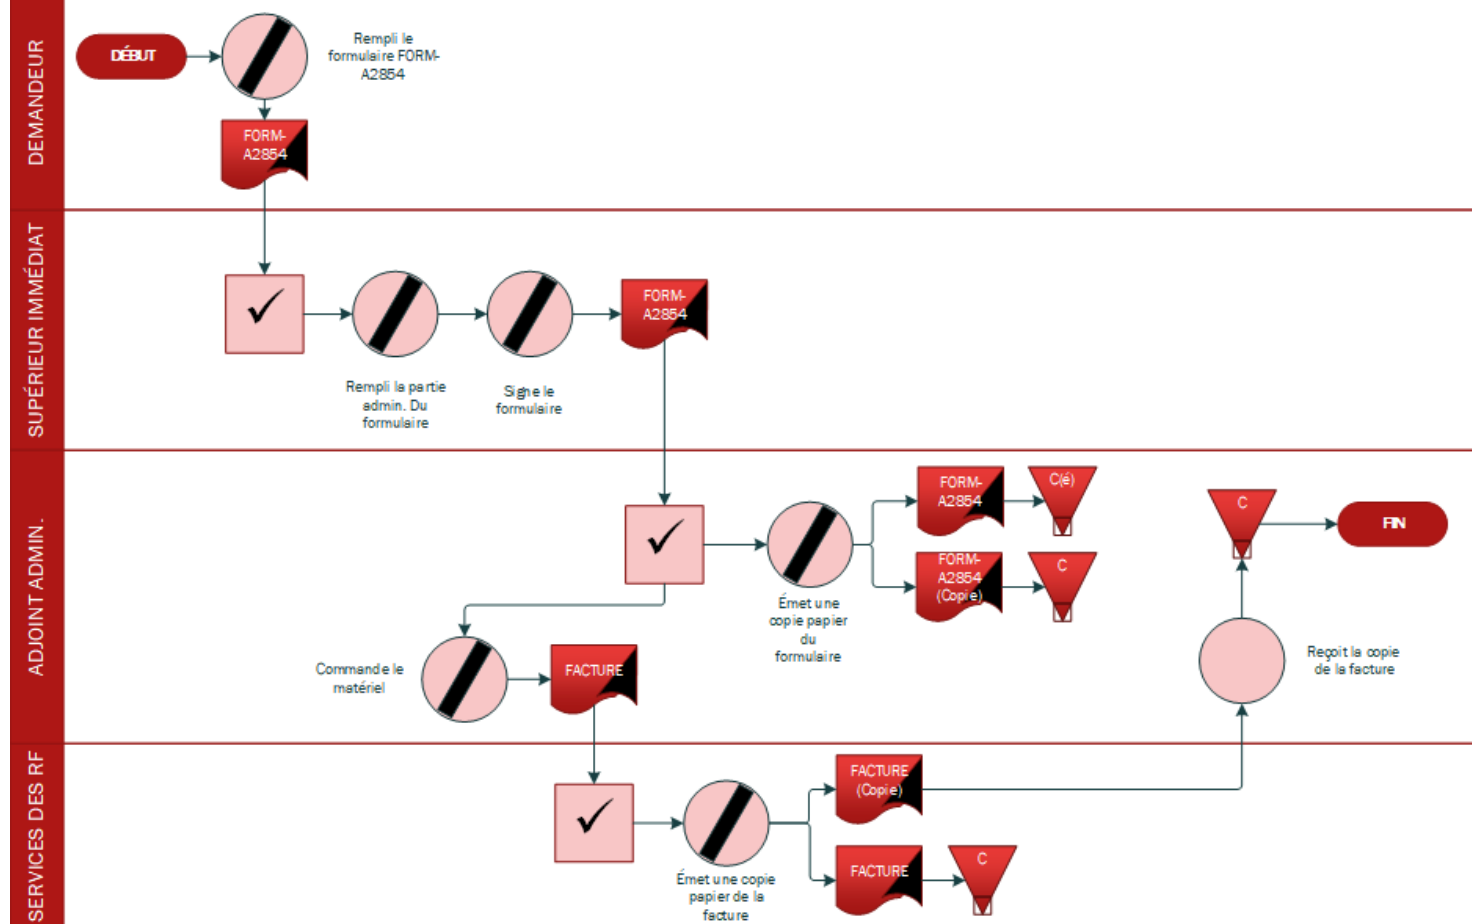 DEMANDEUR
DÉBUT
Rempli le
formulaire FORM-
A2854
FORM-
A2854
SUPÉRIEUR IMMÉDIAT
Rempli la partie
admin. Du
formulaire
Signe le
formulaire
FORM-
A2854
ADJOINT ADMIN.
Émet une
copie papier
du
formulaire
FORM-
A2854
C(é)
FORM-
A2854
(Copie)
C
Commande le
matériel
FACTURE
C
FIN
Reçoit la copie
de la facture
SERVICES DES RF
Émet une copie
papier de la
facture
FACTURE
(Copie)
FACTURE
C